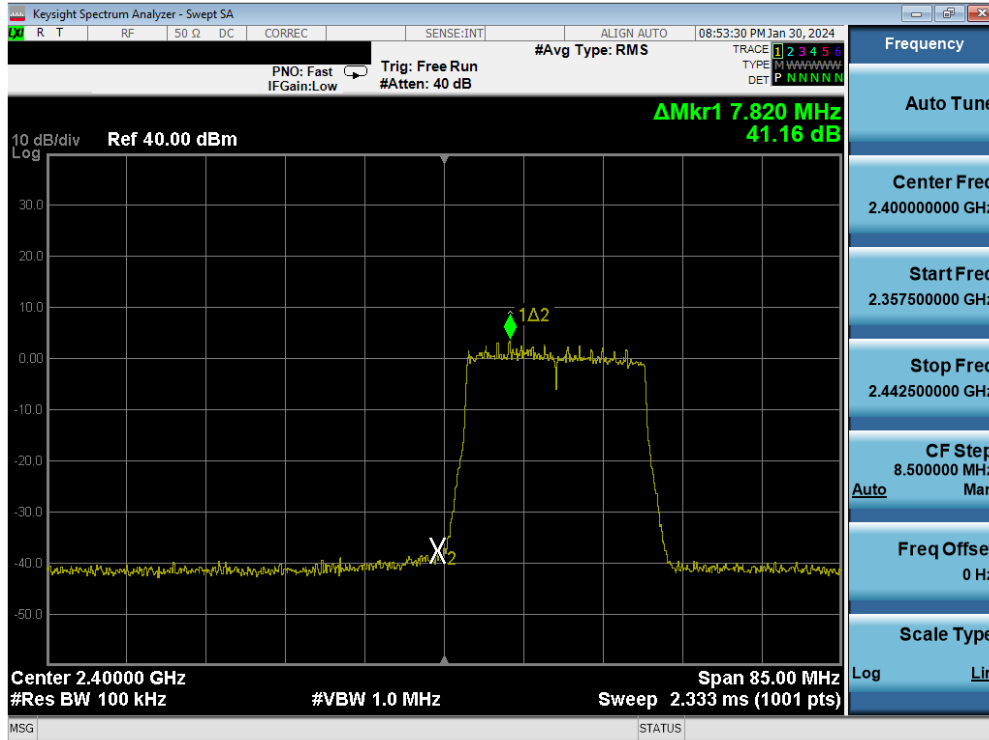 Keysight Spectrum Analyzer - Swept SA
LXI R T RF 50 Ω DC CORREC SENSE:INT ALIGN AUTO 08:53:30 PM Jan 30, 2024
#Avg Type: RMS TRACE 1 2 3 4 5 6
PNO: Fast Trig: Free Run TYPE M WWWWW
IFGain:Low #Atten: 40 dB DET P N N N N N
ΔMkr1 7.820 MHz
10 dB/div Ref 40.00 dBm 41.16 dB
Log
30.0
20.0
10.0
1Δ2
0.00
-10.0
-20.0
-30.0
X2
-40.0
-50.0
Center 2.40000 GHz Span 85.00 MHz
#Res BW 100 kHz #VBW 1.0 MHz Sweep 2.333 ms (1001 pts)
MSG STATUS
Frequency
Auto Tune
Center Freq
2.400000000 GHz
Start Freq
2.357500000 GHz
Stop Freq
2.442500000 GHz
CF Step
8.500000 MHz
Auto Man
Freq Offset
0 Hz
Scale Type
Log Lin